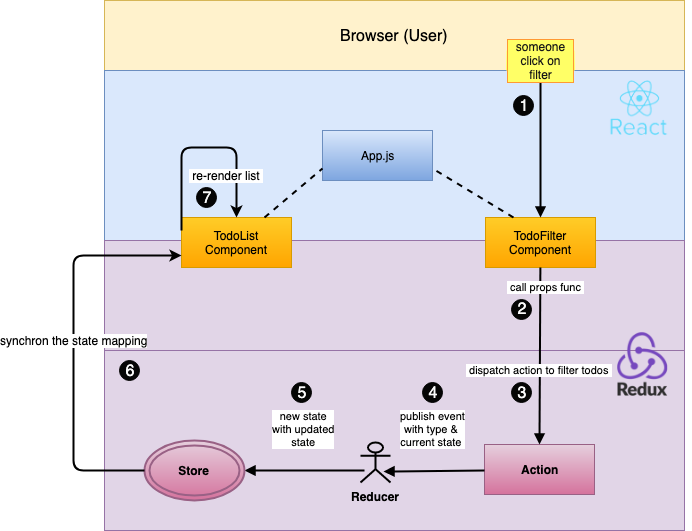 Browser (User)
someone
click on
filter
1
React
App.js
re-render list
7
TodoList
Component
TodoFilter
Component
call props func
2
synchron the state mapping
6
dispatch action to filter todos
3
Redux
5
new state
with updated
state
4
publish event
with type &
current state
Store
Reducer
Action